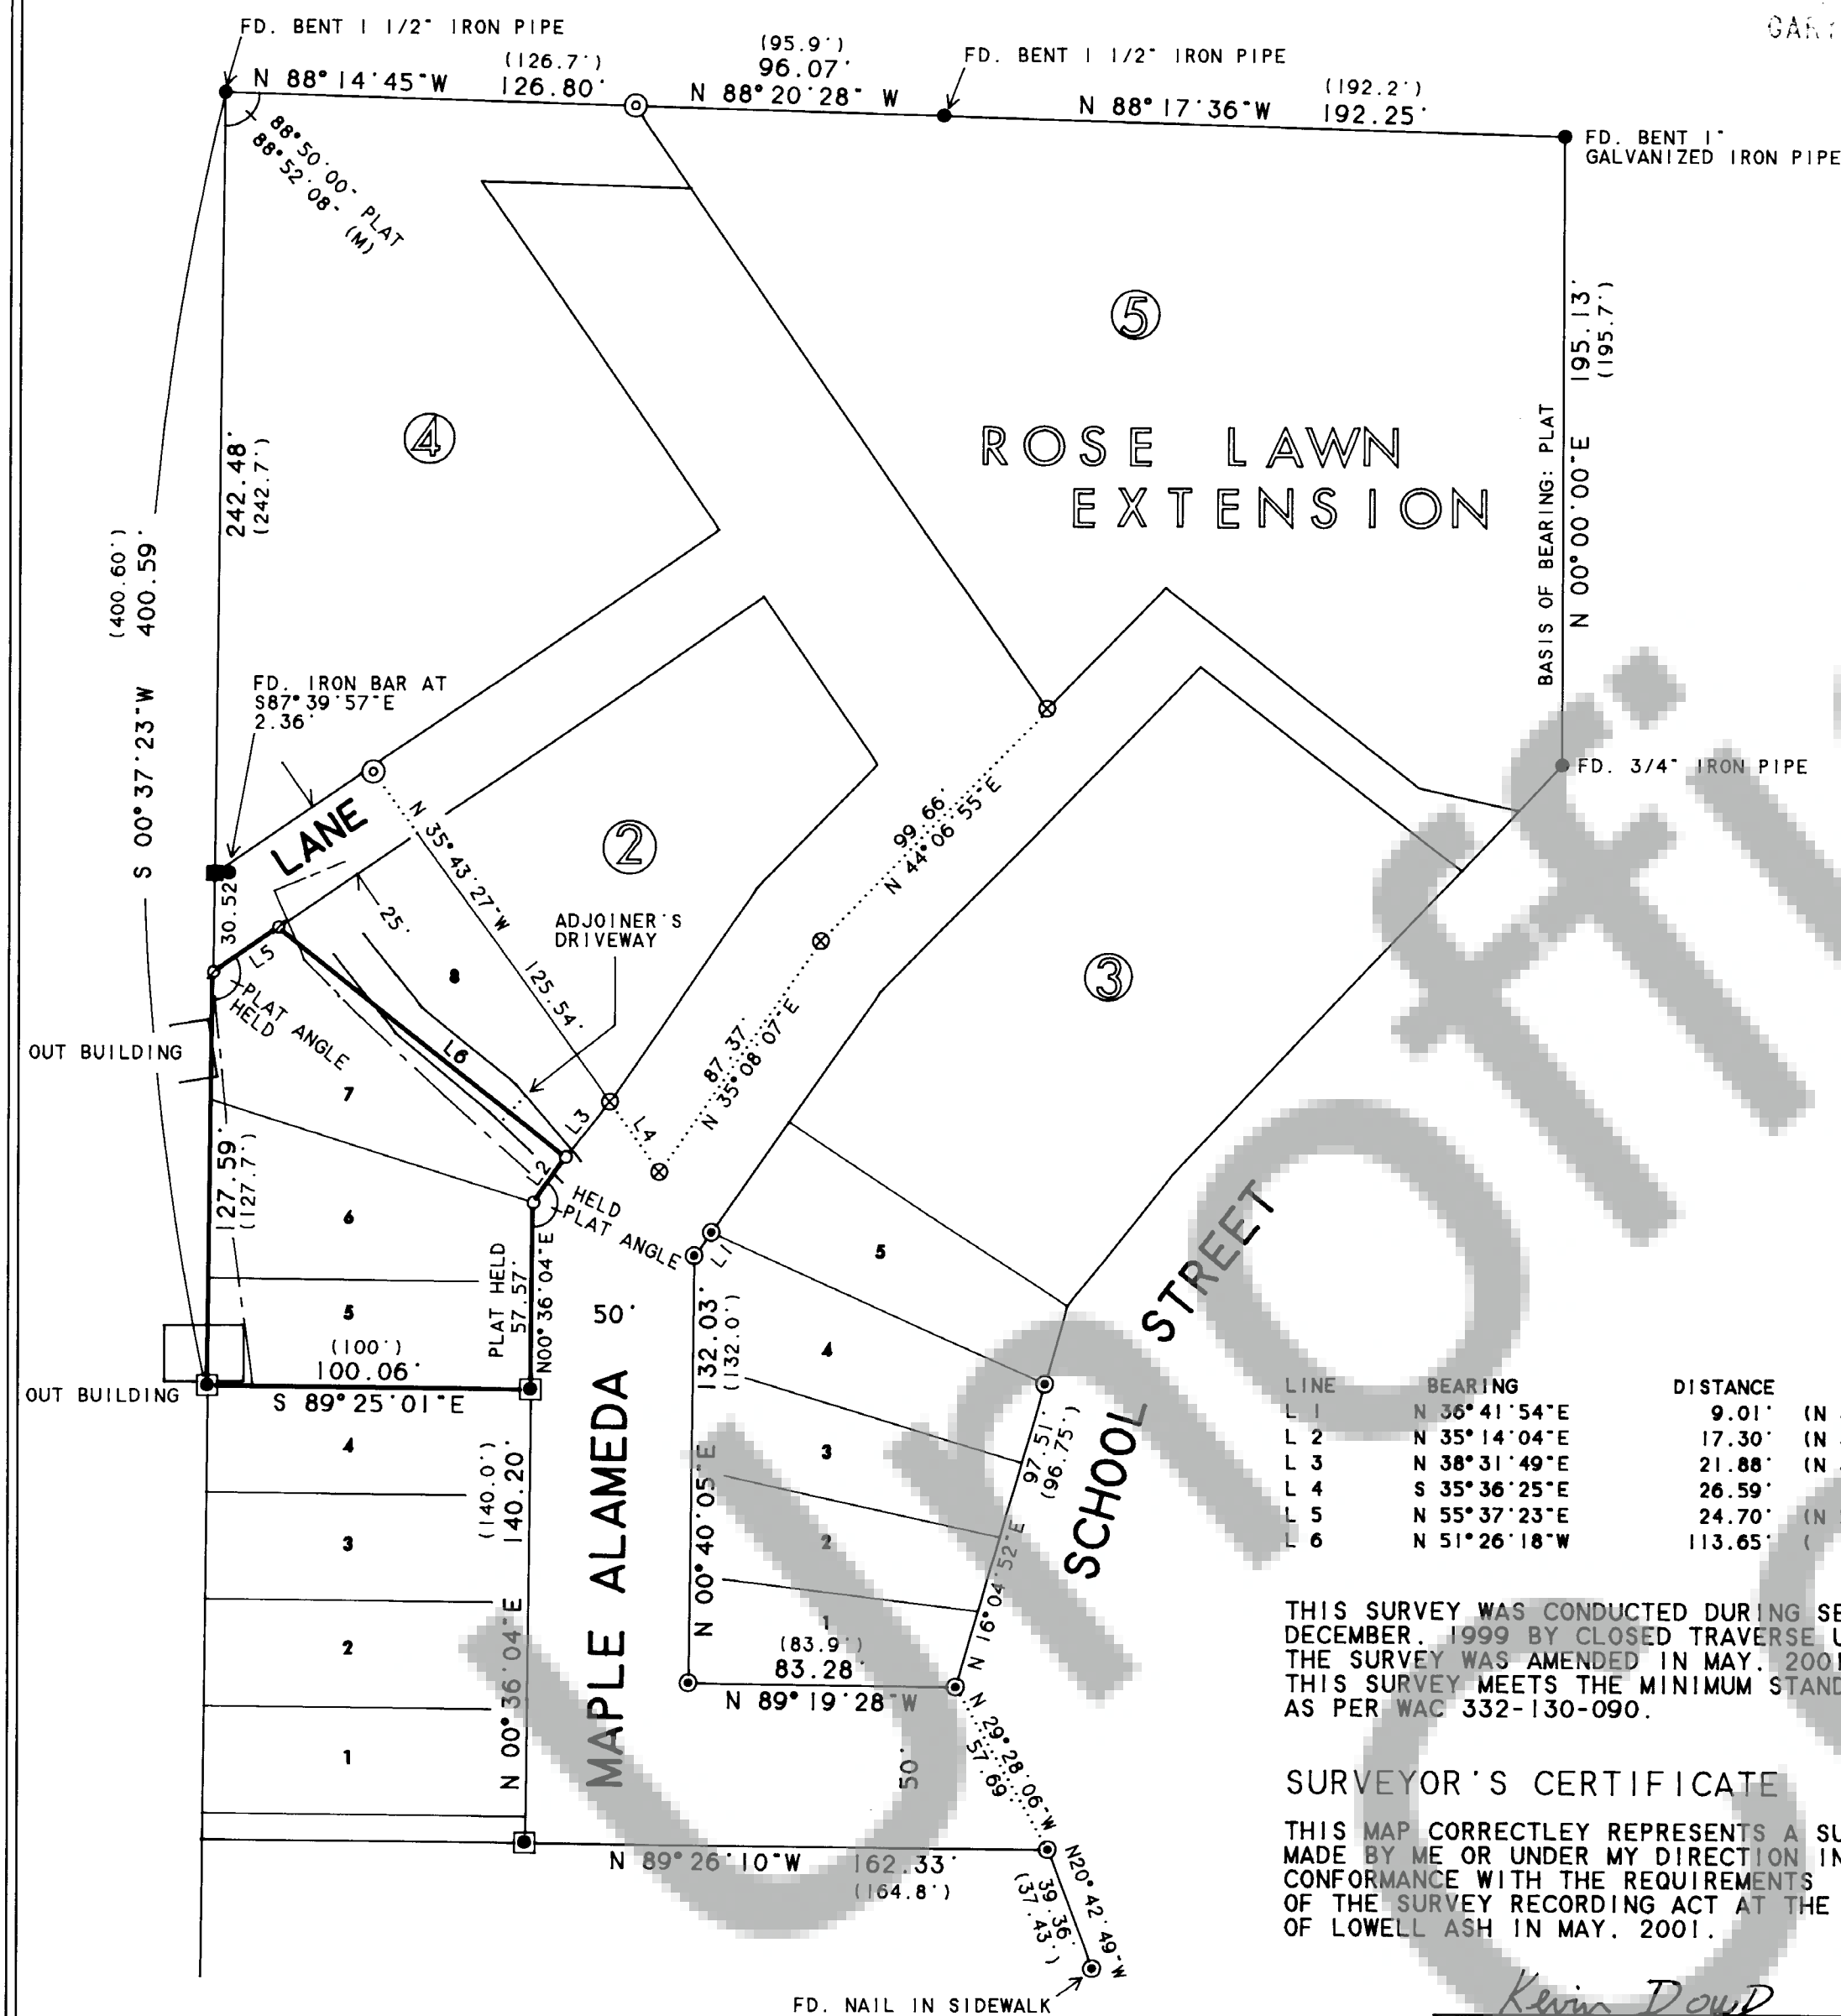 GAR
FD. BENT 1 1/2" IRON PIPE
(126.7')
N 88°14'45"W 126.80'
(95.9')
96.07'
N 88°20'28" W
FD. BENT 1 1/2" IRON PIPE
(192.2')
N 88°17'36"W 192.25'
FD. BENT 1"
GALVANIZED IRON PIPE
88°50'00" PLAT
88°52'08" (M)
5
195.13'
(195.7')
N 00°00'00"E
BASIS OF BEARING: PLAT
4
ROSE LAWN
EXTENSION
242.48'
(242.7')
(400.60')
S 00°37'23"W 400.59'
FD. IRON BAR AT
S87°39'57"E
2.36'
FD. 3/4" IRON PIPE
LANE
N 35°43'27"W 125.54'
2
99.66'
N 44°06'55"E
30.52'
25'
ADJOINER'S
DRIVEWAY
L5
8
3
PLAT ANGLE
HELD
OUT BUILDING
L6
87.37'
N 35°08'07"E
7
L3
L4
127.59'
(127.7')
L2
HELD
PLAT ANGLE
6
L1
5
PLAT HELD
57.57'
N00°36'04"E
5
50'
132.03'
(132.0')
4
(100')
100.06'
S 89°25'01"E
OUT BUILDING
SCHOOL STREET
4
MAPLE ALAMEDA
N 00°40'05"E
3
97.51'
(96.75')
N 16°04'52"E
(140.0')
140.20'
N 00°36'04"E
3
2
2
1
(83.9')
83.28'
N 89°19'28"W
1
50'
N 29°28'06"W
57.69'
N 89°26'10"W 162.33'
(164.8')
N20°42'49"W
39.36'
(37.43')
FD. NAIL IN SIDEWALK
LINE BEARING DISTANCE
L 1 N 36°41'54"E 9.01' (N
L 2 N 35°14'04"E 17.30' (N
L 3 N 38°31'49"E 21.88' (N
L 4 S 35°36'25"E 26.59'
L 5 N 55°37'23"E 24.70' (N
L 6 N 51°26'18"W 113.65' (
THIS SURVEY WAS CONDUCTED DURING SE
DECEMBER. 1999 BY CLOSED TRAVERSE U
THE SURVEY WAS AMENDED IN MAY. 2001
THIS SURVEY MEETS THE MINIMUM STAND
AS PER WAC 332-130-090.
SURVEYOR'S CERTIFICATE
THIS MAP CORRECTLEY REPRESENTS A SU
MADE BY ME OR UNDER MY DIRECTION IN
CONFORMANCE WITH THE REQUIREMENTS
OF THE SURVEY RECORDING ACT AT THE
OF LOWELL ASH IN MAY. 2001.
Kevin Dowd
Unoffi